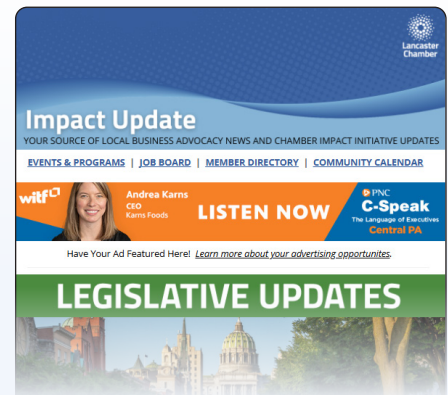 Lancaster
Chamber
Impact Update
YOUR SOURCE OF LOCAL BUSINESS ADVOCACY NEWS AND CHAMBER IMPACT INITIATIVE UPDATES
EVENTS & PROGRAMS | JOB BOARD | MEMBER DIRECTORY | COMMUNITY CALENDAR
witf
Andrea Karns
CEO
Karns Foods
LISTEN NOW
PNC
C-Speak
The Language of Executives
Central PA
Have Your Ad Featured Here! Learn more about your advertising opportunites.
LEGISLATIVE UPDATES